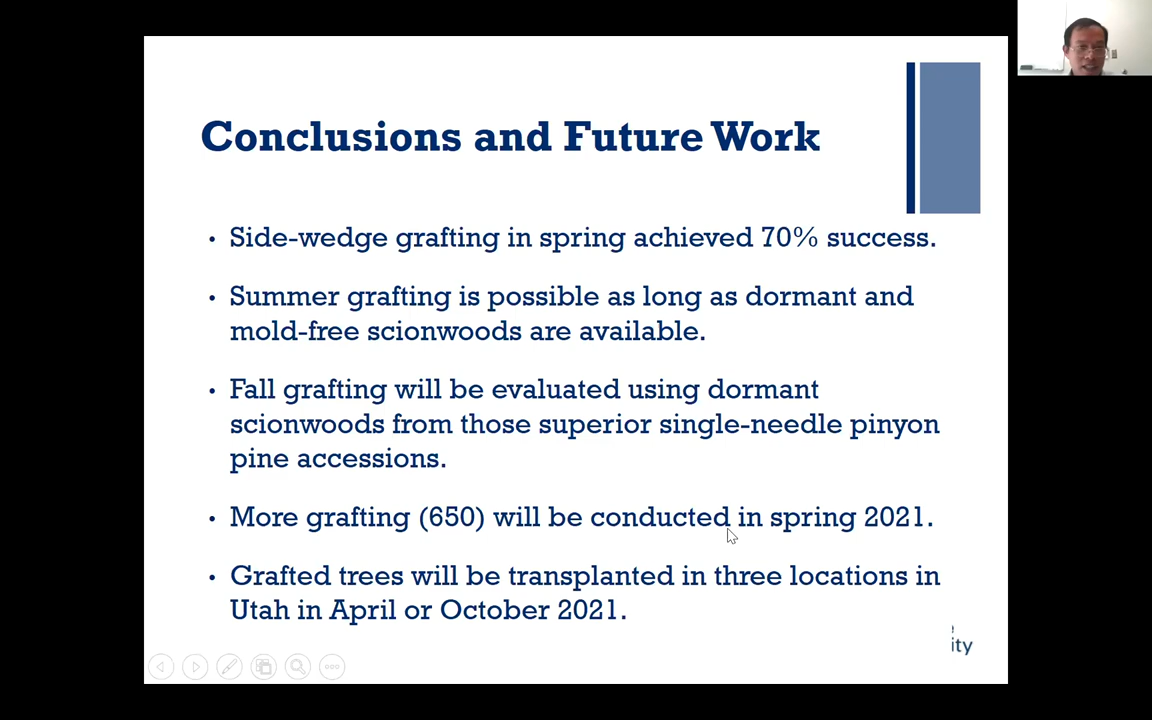 Conclusions and Future Work
• Side-wedge grafting in spring achieved 70% success.
• Summer grafting is possible as long as dormant and
mold-free scionwoods are available.
• Fall grafting will be evaluated using dormant
scionwoods from those superior single-needle pinyon
pine accessions.
• More grafting (650) will be conducted in spring 2021.
• Grafted trees will be transplanted in three locations in
Utah in April or October 2021.
ity